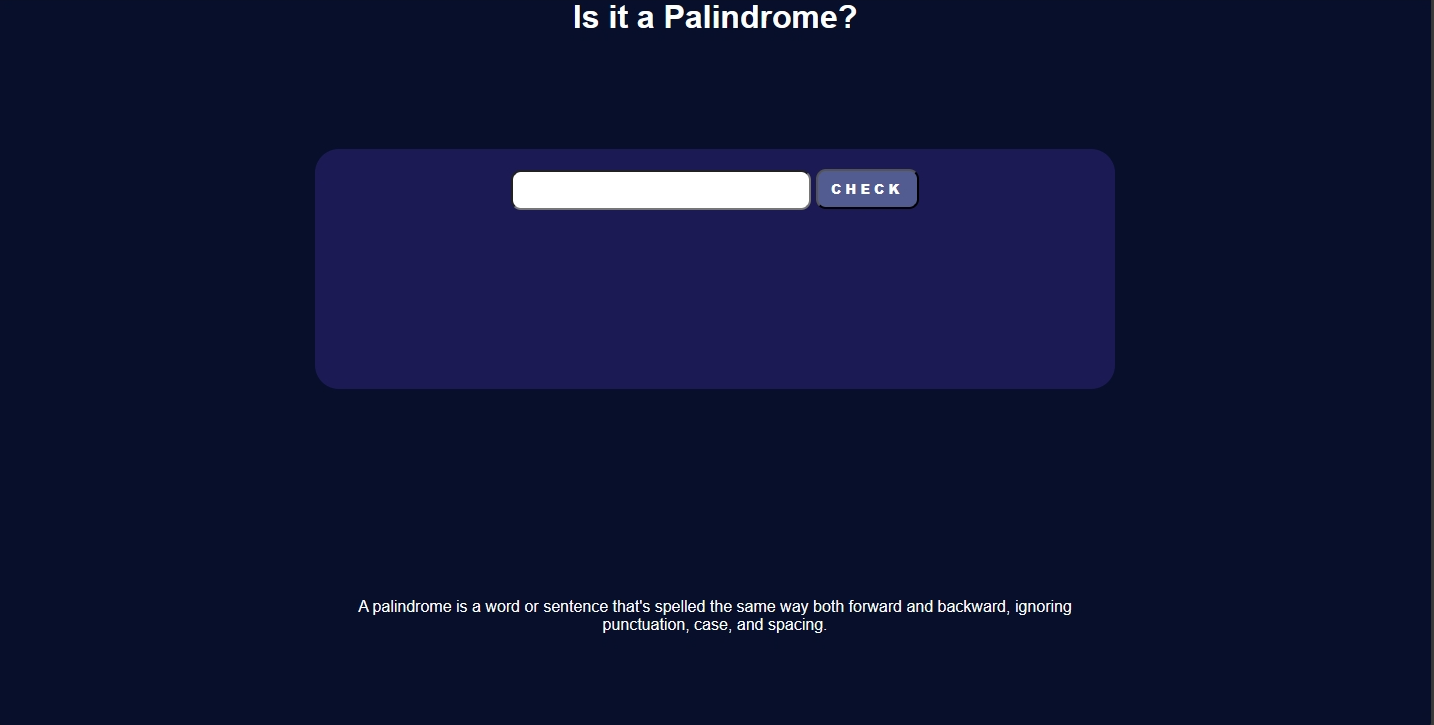 Is it a Palindrome?
CHECK
A palindrome is a word or sentence that's spelled the same way both forward and backward, ignoring
punctuation, case, and spacing.